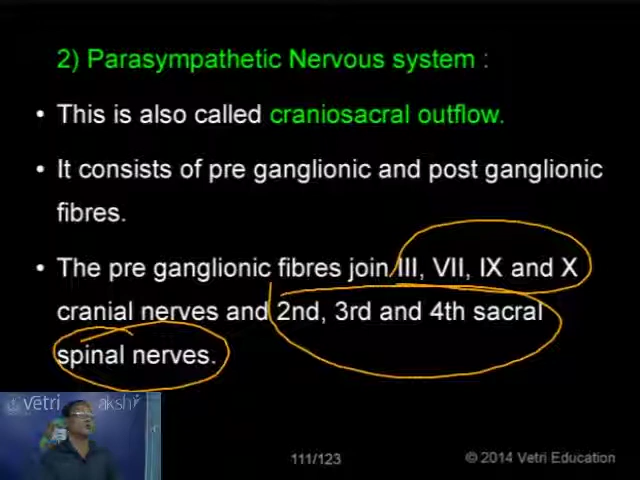 2) Parasympathetic Nervous system :
• This is also called craniosacral outflow.
• It consists of pre ganglionic and post ganglionic
fibres.
• The pre ganglionic fibres join III, VII, IX and X
cranial nerves and 2nd, 3rd and 4th sacral
spinal nerves.
Vetri
111/123
© 2014 Vetri Education